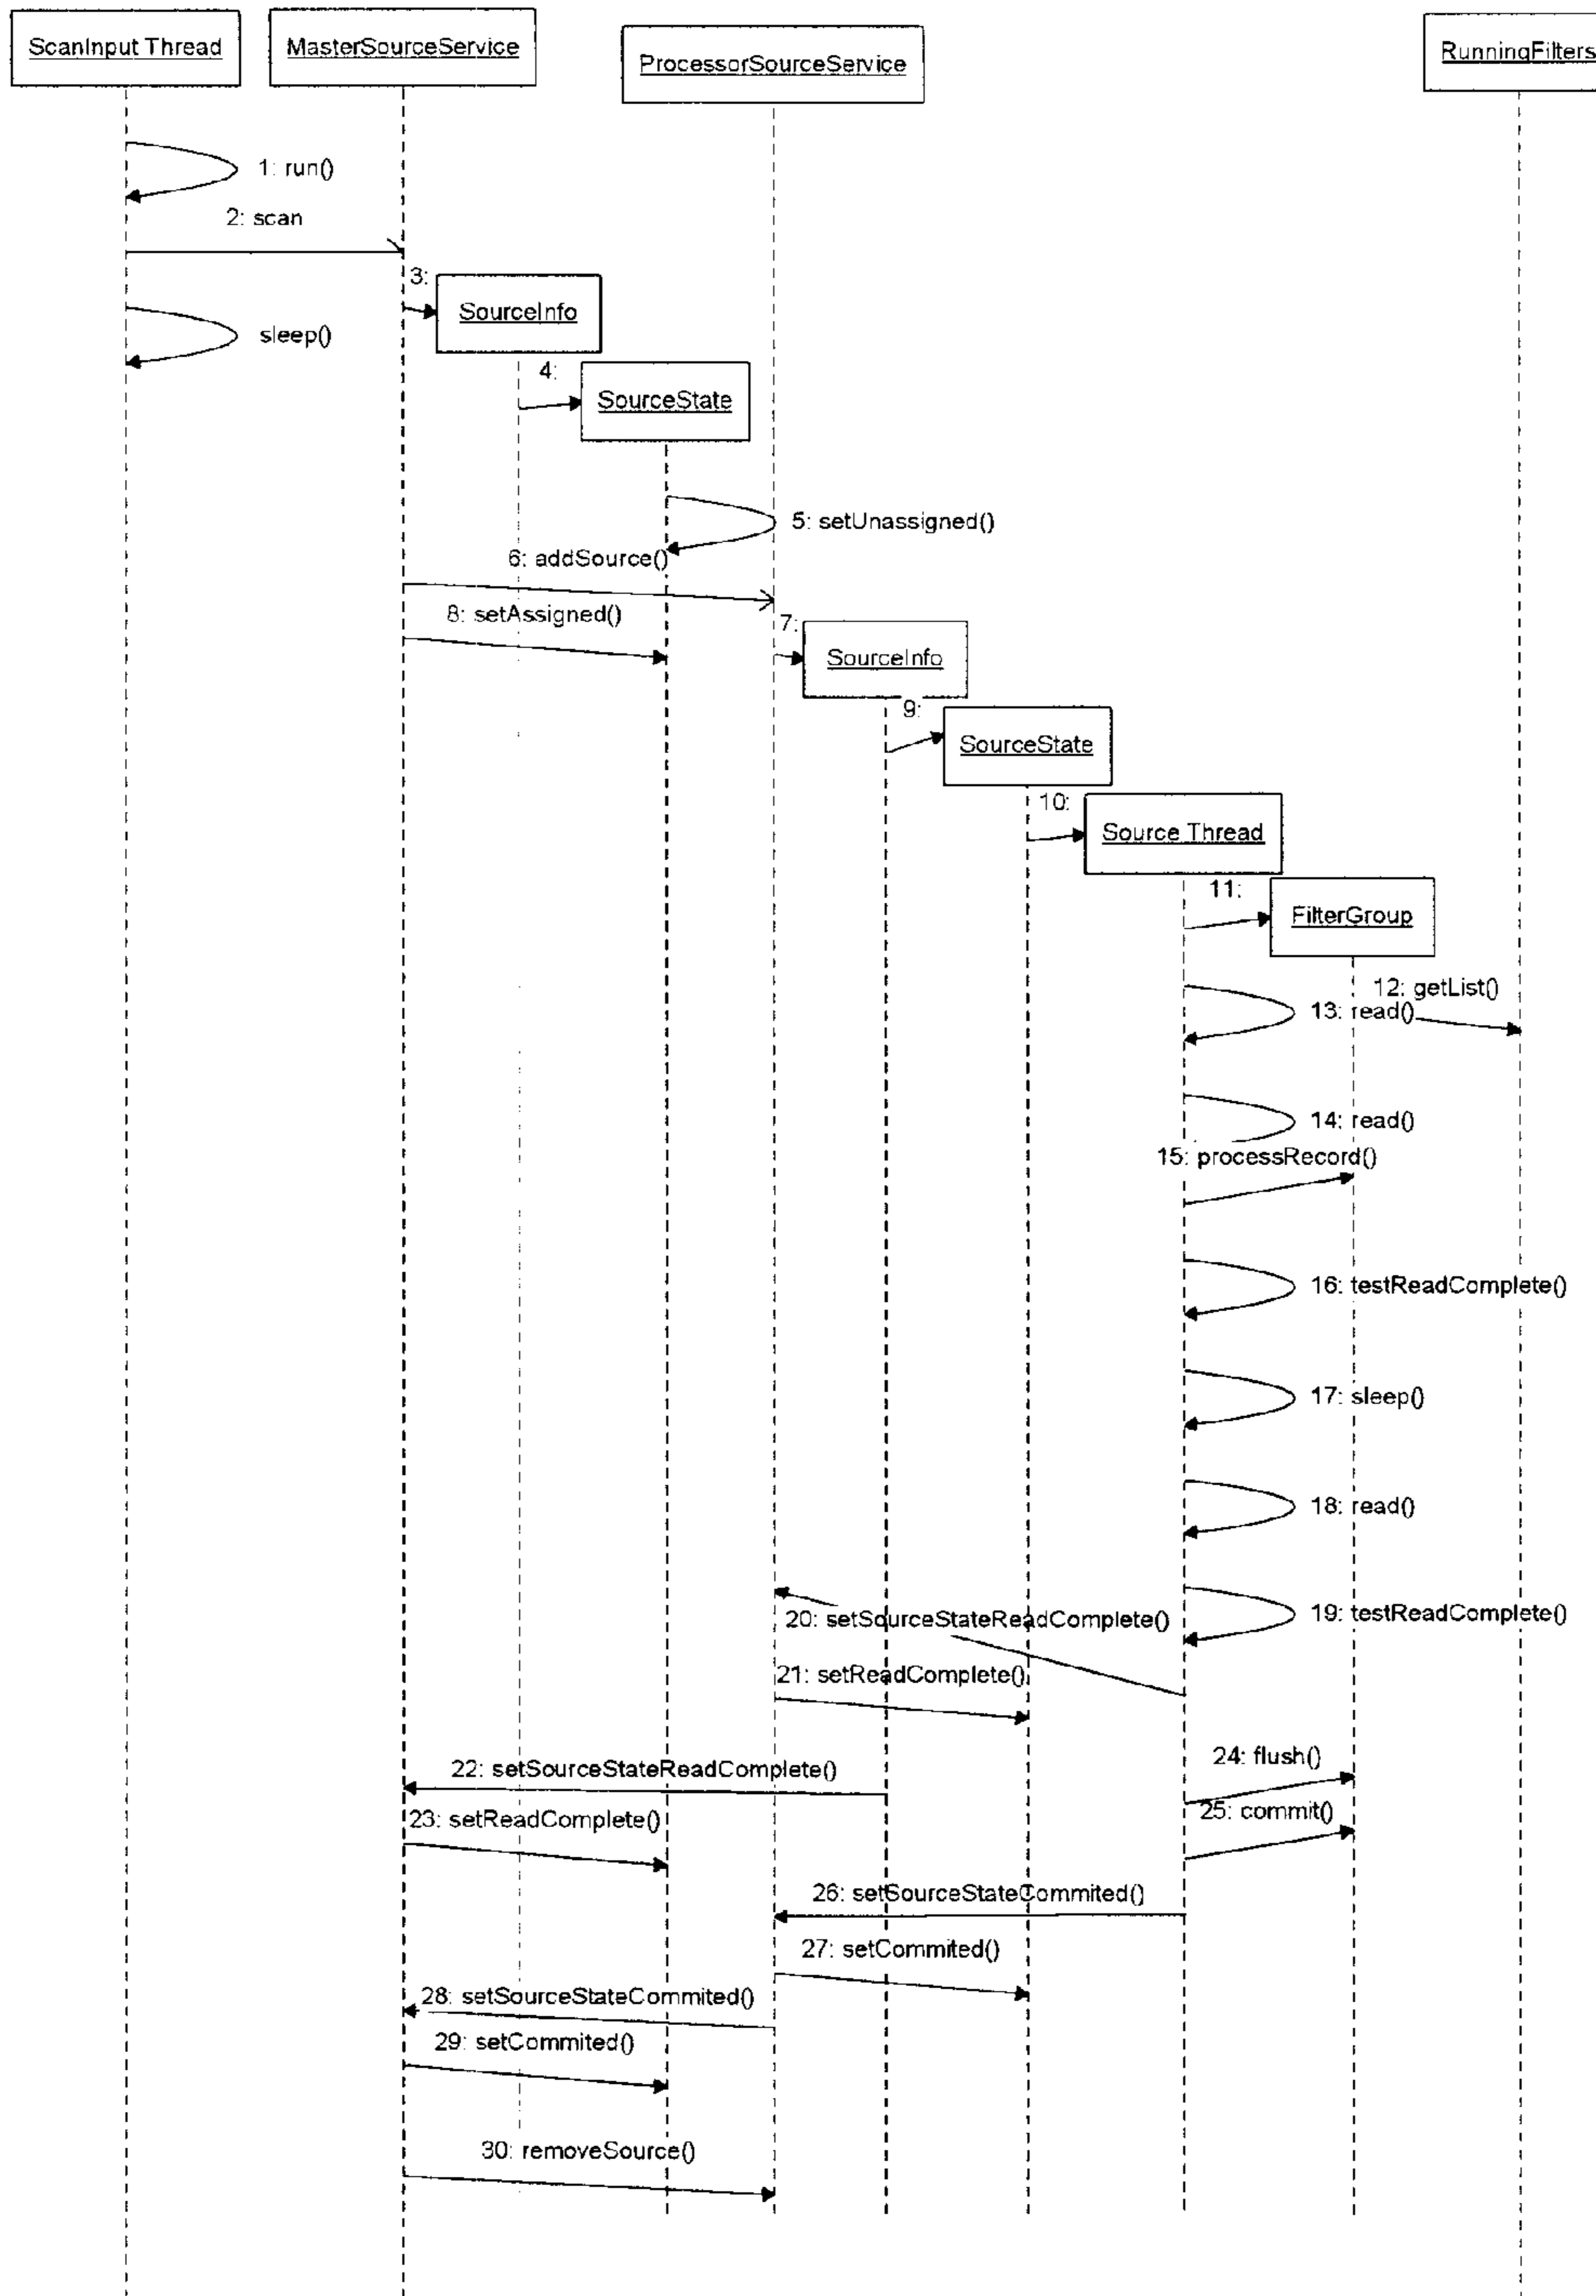 ScanInput Thread
MasterSourceService
ProcessorSourceService
RunningFilters
1: run()
2: scan
3:
SourceInfo
sleep()
4:
SourceState
5: setUnassigned()
6: addSource()
8: setAssigned()
7:
SourceInfo
9:
SourceState
10:
Source Thread
11:
FilterGroup
12: getList()
13: read()
14: read()
15: processRecord()
16: testReadComplete()
17: sleep()
18: read()
19: testReadComplete()
20: setSourceStateReadComplete()
21: setReadComplete()
22: setSourceStateReadComplete()
24: flush()
23: setReadComplete()
25: commit()
26: setSourceStateCommited()
27: setCommited()
28: setSourceStateCommited()
29: setCommited()
30: removeSource()